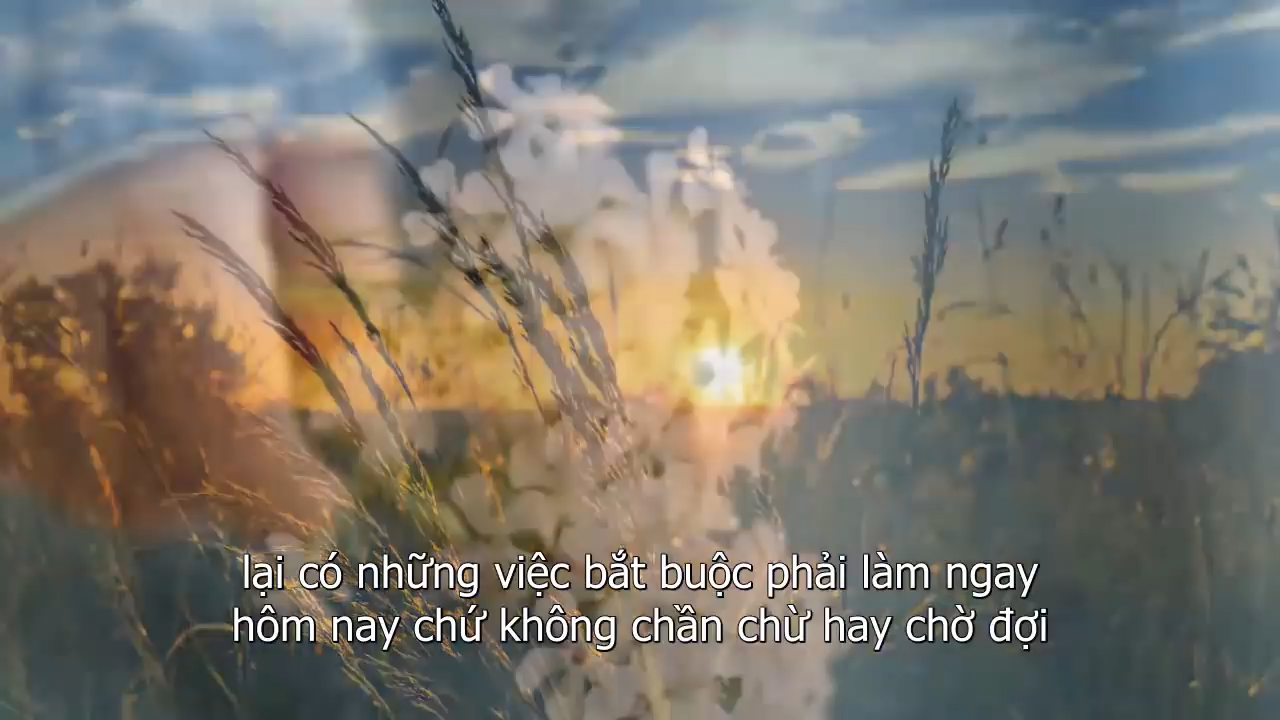 lại có những việc bắt buộc phải làm ngay
hôm nay chứ không chần chừ hay chờ đợi